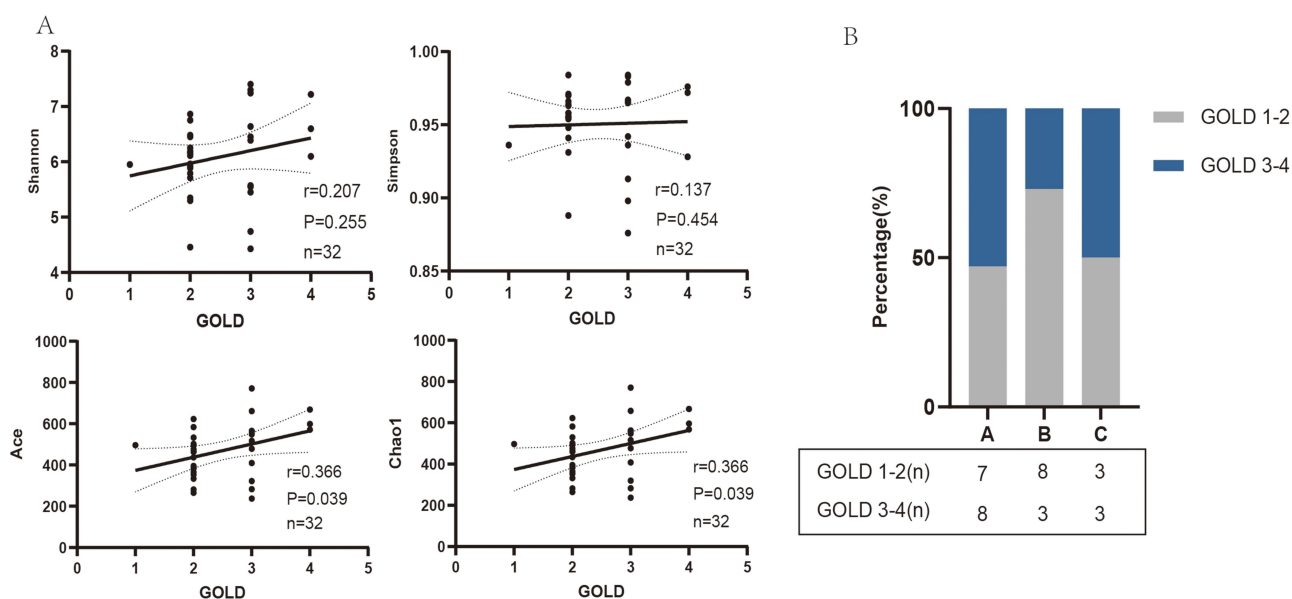 A
8
7
6
5
4
Shannon
0 1 2 3 4 5
GOLD
r=0.207
P=0.255
n=32
1.00
0.95
0.90
0.85
Simpson
0 1 2 3 4 5
GOLD
r=0.137
P=0.454
n=32
1000
800
600
400
200
0
Ace
0 1 2 3 4 5
GOLD
r=0.366
P=0.039
n=32
1000
800
600
400
200
0
Chao1
0 1 2 3 4 5
GOLD
r=0.366
P=0.039
n=32
B
100
50
0
Percentage(%)
A B C
GOLD 1-2
GOLD 3-4
GOLD 1-2(n) 7 8 3
GOLD 3-4(n) 8 3 3